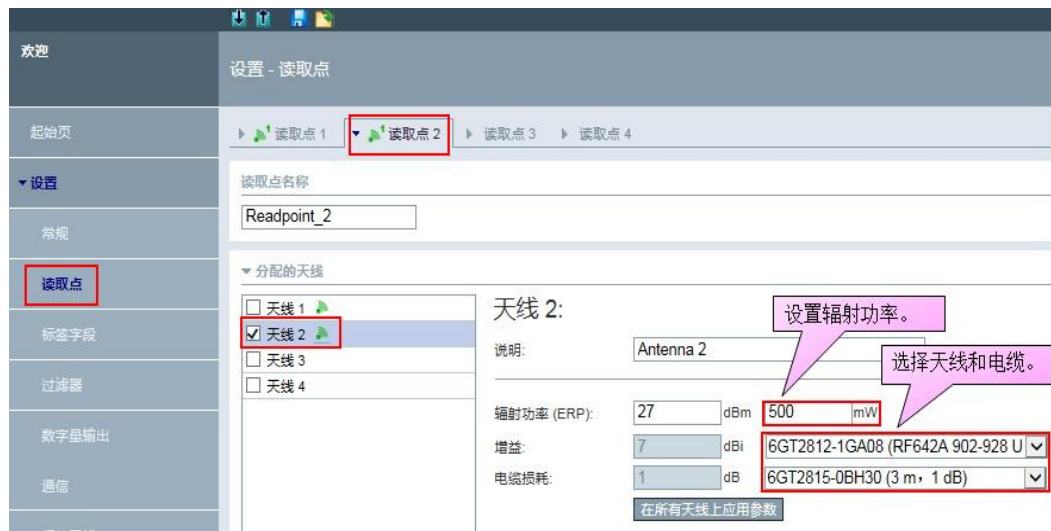 欢迎
设置 - 读取点
起始页
读取点 1 读取点 2 读取点 3 读取点 4
设置
读取点名称
Readpoint_2
常规
读取点
分配的天线
天线 1
天线 2
天线 3
天线 4
天线 2:
设置辐射功率。
标签字段
说明: Antenna 2
选择天线和电缆。
过滤器
辐射功率 (ERP): 27 dBm 500 mW
数字量输出
增益: 7 dBi 6GT2812-1GA08 (RF642A 902-928 U
通信
电缆损耗: 1 dB 6GT2815-0BH30 (3 m, 1 dB)
在所有天线上应用参数